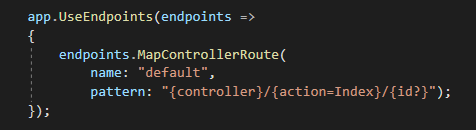 app.UseEndpoints(endpoints =>
{
    endpoints.MapControllerRoute(
        name: "default",
        pattern: "{controller}/{action=Index}/{id?}");
});